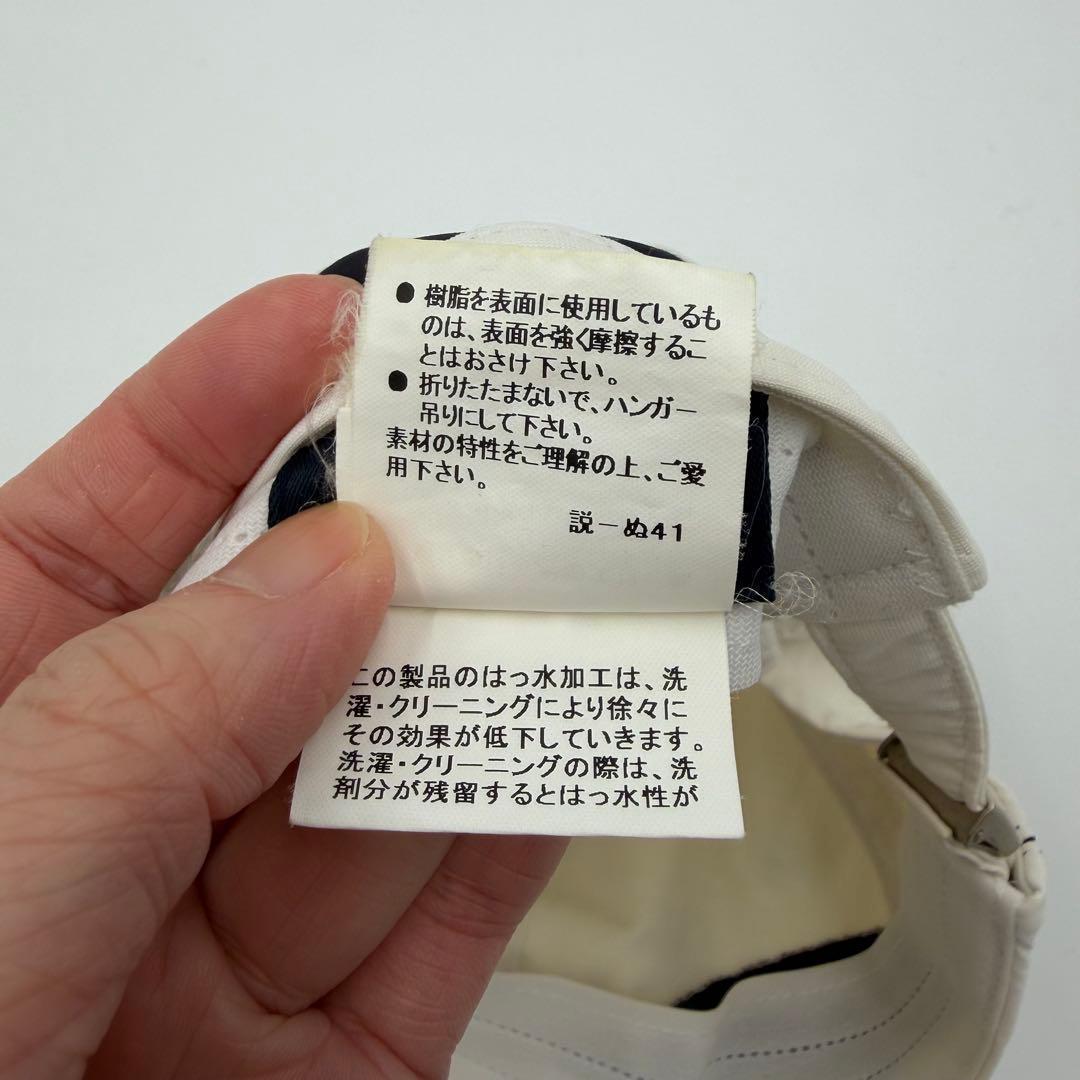 ● 樹脂を表面に使用しているも
のは、表面を強く摩擦するこ
とはおさけ下さい。
● 折りたたまないで、ハンガー
吊りにして下さい。
素材の特性をご理解の上、ご愛
用下さい。
説－ぬ41
この製品のはっ水加工は、洗
濯・クリーニングにより徐々に
その効果が低下していきます。
洗濯・クリーニングの際は、洗
剤分が残留するとはっ水性が